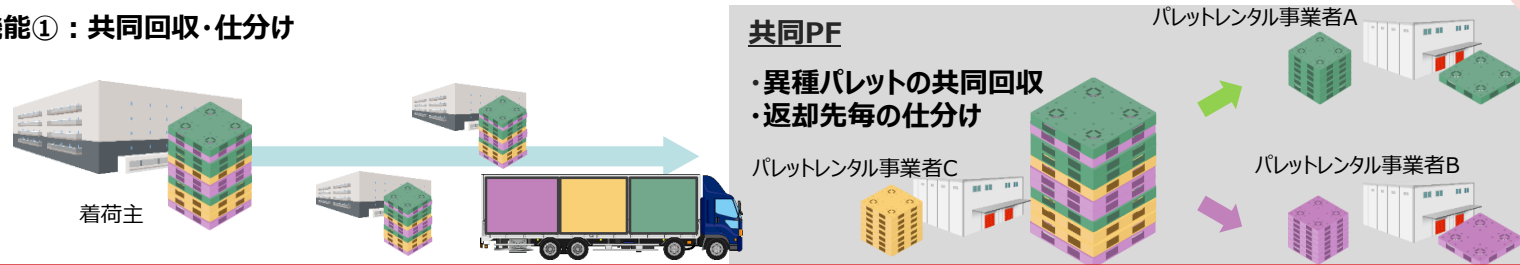 能①：共同回収・仕分け
着荷主
共同PF
・異種パレットの共同回収
・返却先毎の仕分け
パレットレンタル事業者A
パレットレンタル事業者C
パレットレンタル事業者B